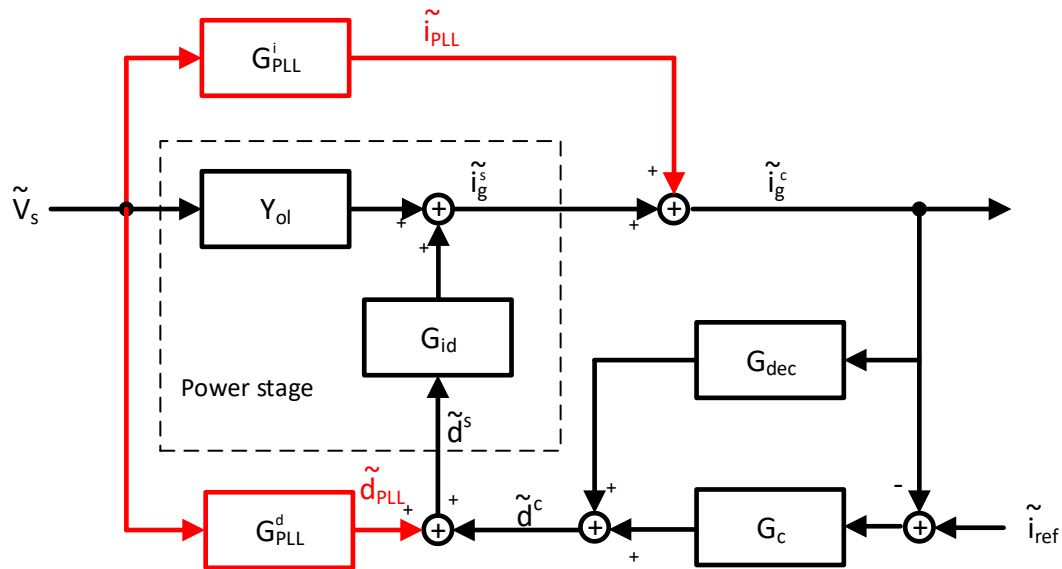 ĩ_PLL
G^i_PLL
Ṽ_s
Y_ol
+
+
ĩ^s_g
+
+
+
ĩ^c_g
G_id
G_dec
Power stage
d̃^s
d̃_PLL
+
+
+
-
G^d_PLL
+
d̃^c
+
+
G_c
+
ĩ_ref